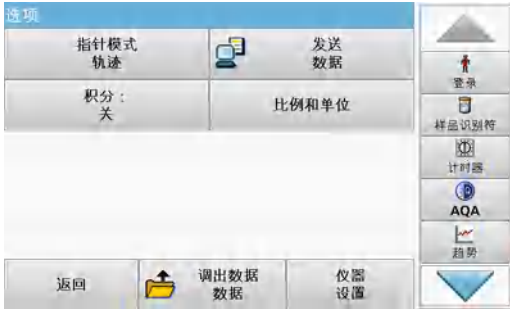 选项
指针模式
轨迹
发送
数据
积分：
关
比例和单位
返回
调出数据
数据
仪器
设置
登录
样品识别符
计时器
AQA
趋势